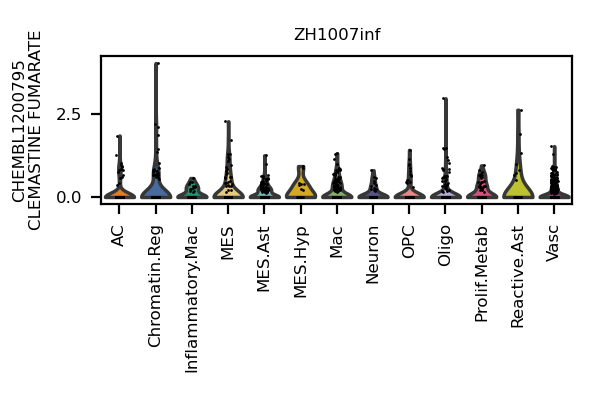 ZH1007inf
CHEMBL1200795
CLEMASTINE FUMARATE
2.5
0.0
AC
Chromatin.Reg
Inflammatory.Mac
MES
MES.Ast
MES.Hyp
Mac
Neuron
OPC
Oligo
Prolif.Metab
Reactive.Ast
Vasc